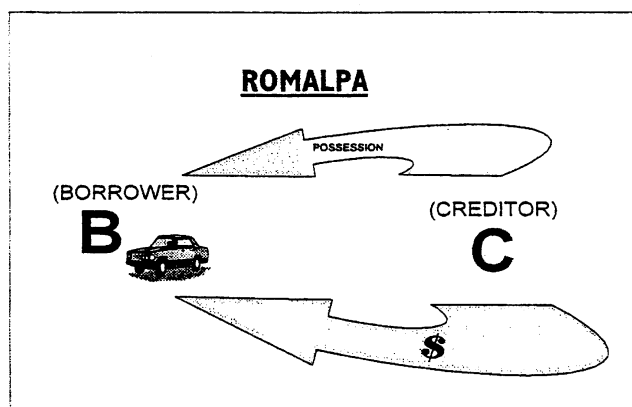 ROMALPA
POSSESSION
(BORROWER)
B
(CREDITOR)
C
$